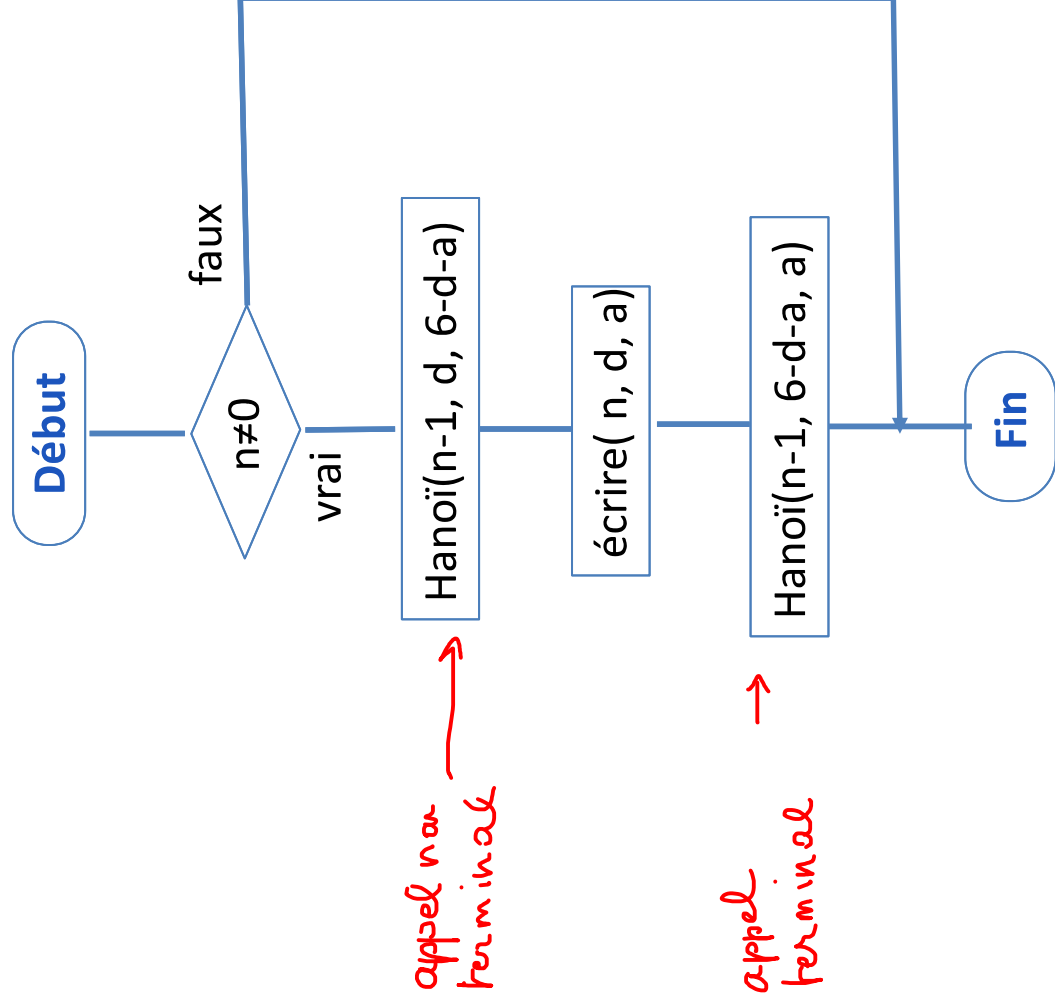 Début
n≠0
faux
vrai
appel non
terminal
Hanoï(n-1, d, 6-d-a)
écrire( n, d, a)
appel
terminal
Hanoï(n-1, 6-d-a, a)
Fin